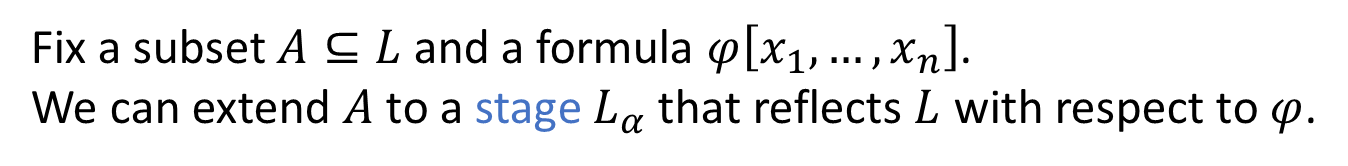 Fix a subset 𝐴 ⊆ 𝐿 and a formula 𝜑[𝑥₁, … , 𝑥ₙ].
We can extend 𝐴 to a stage 𝐿_𝛼 that reflects 𝐿 with respect to 𝜑.